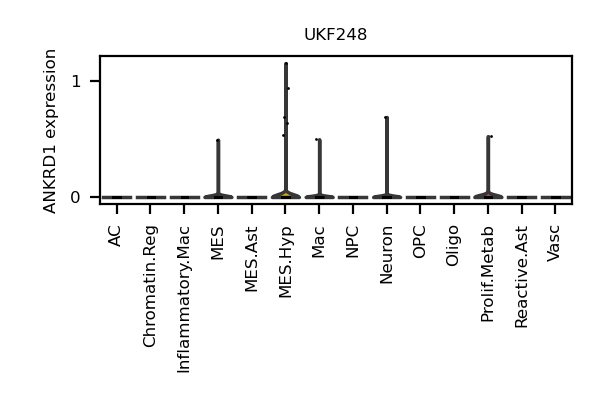 UKF248
ANKRD1 expression
1
0
AC
Chromatin.Reg
Inflammatory.Mac
MES
MES.Ast
MES.Hyp
Mac
NPC
Neuron
OPC
Oligo
Prolif.Metab
Reactive.Ast
Vasc